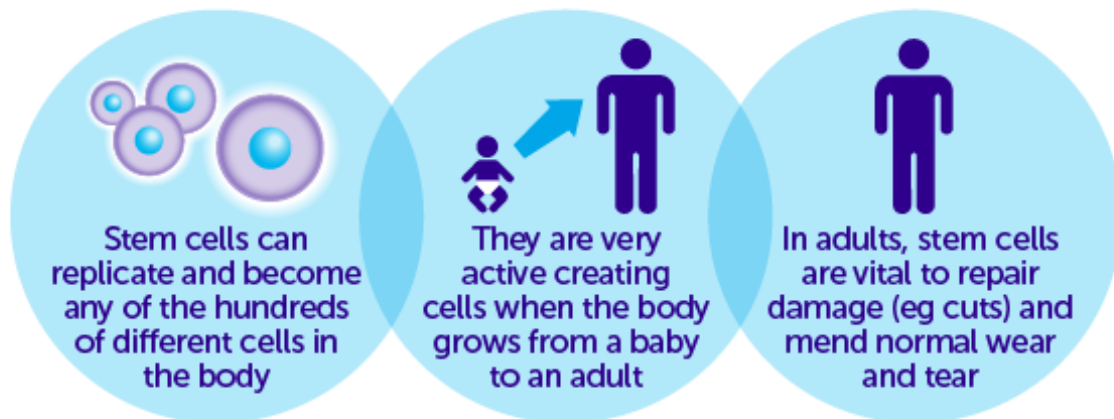 Stem cells can
replicate and become
any of the hundreds
of different cells in
the body
They are very
active creating
cells when the body
grows from a baby
to an adult
In adults, stem cells
are vital to repair
damage (eg cuts) and
mend normal wear
and tear